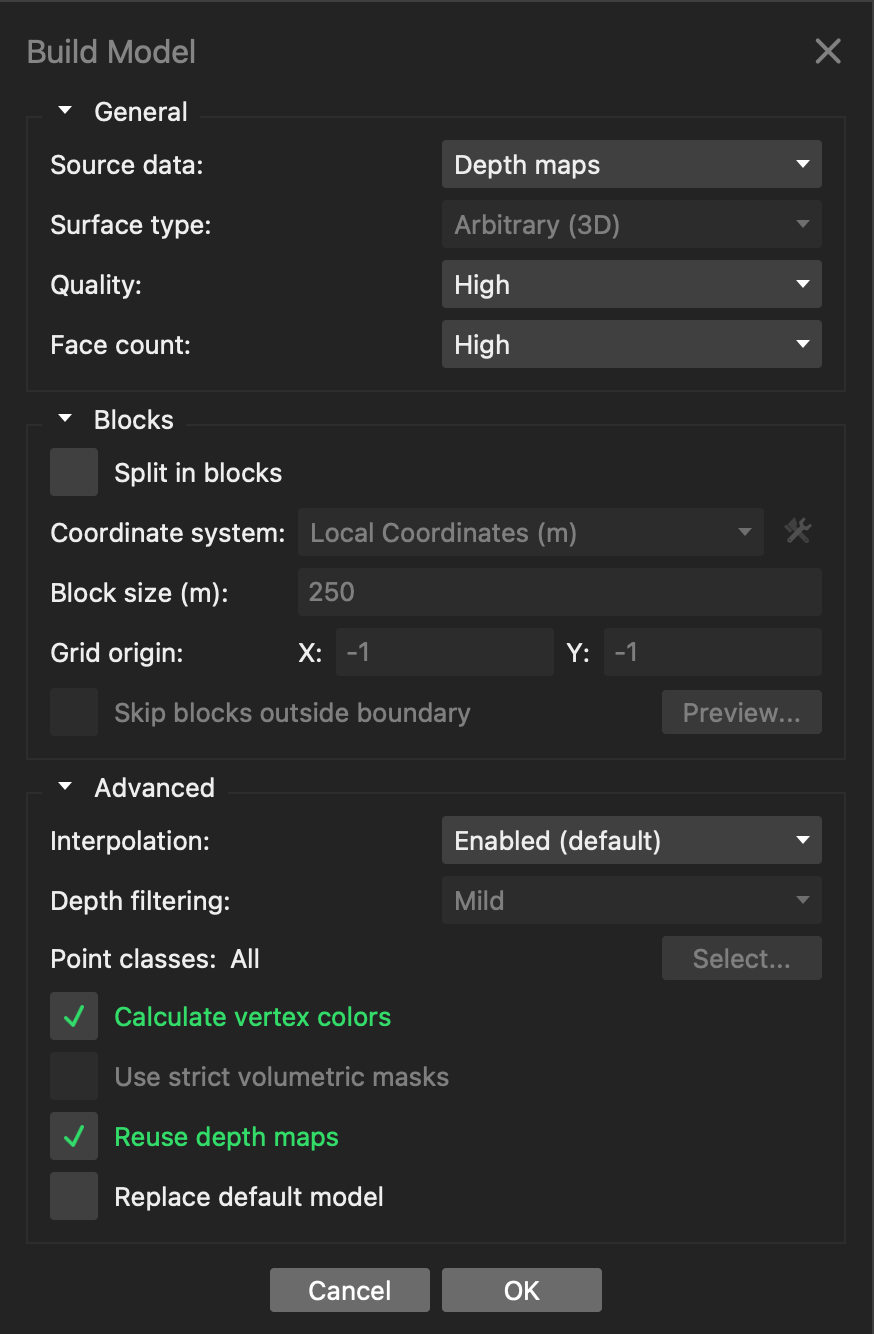 Build Model
General
Source data: Depth maps
Surface type: Arbitrary (3D)
Quality: High
Face count: High
Blocks
Split in blocks
Coordinate system: Local Coordinates (m)
Block size (m): 250
Grid origin: X: -1 Y: -1
Skip blocks outside boundary Preview...
Advanced
Interpolation: Enabled (default)
Depth filtering: Mild
Point classes: All Select...
Calculate vertex colors
Use strict volumetric masks
Reuse depth maps
Replace default model
Cancel OK